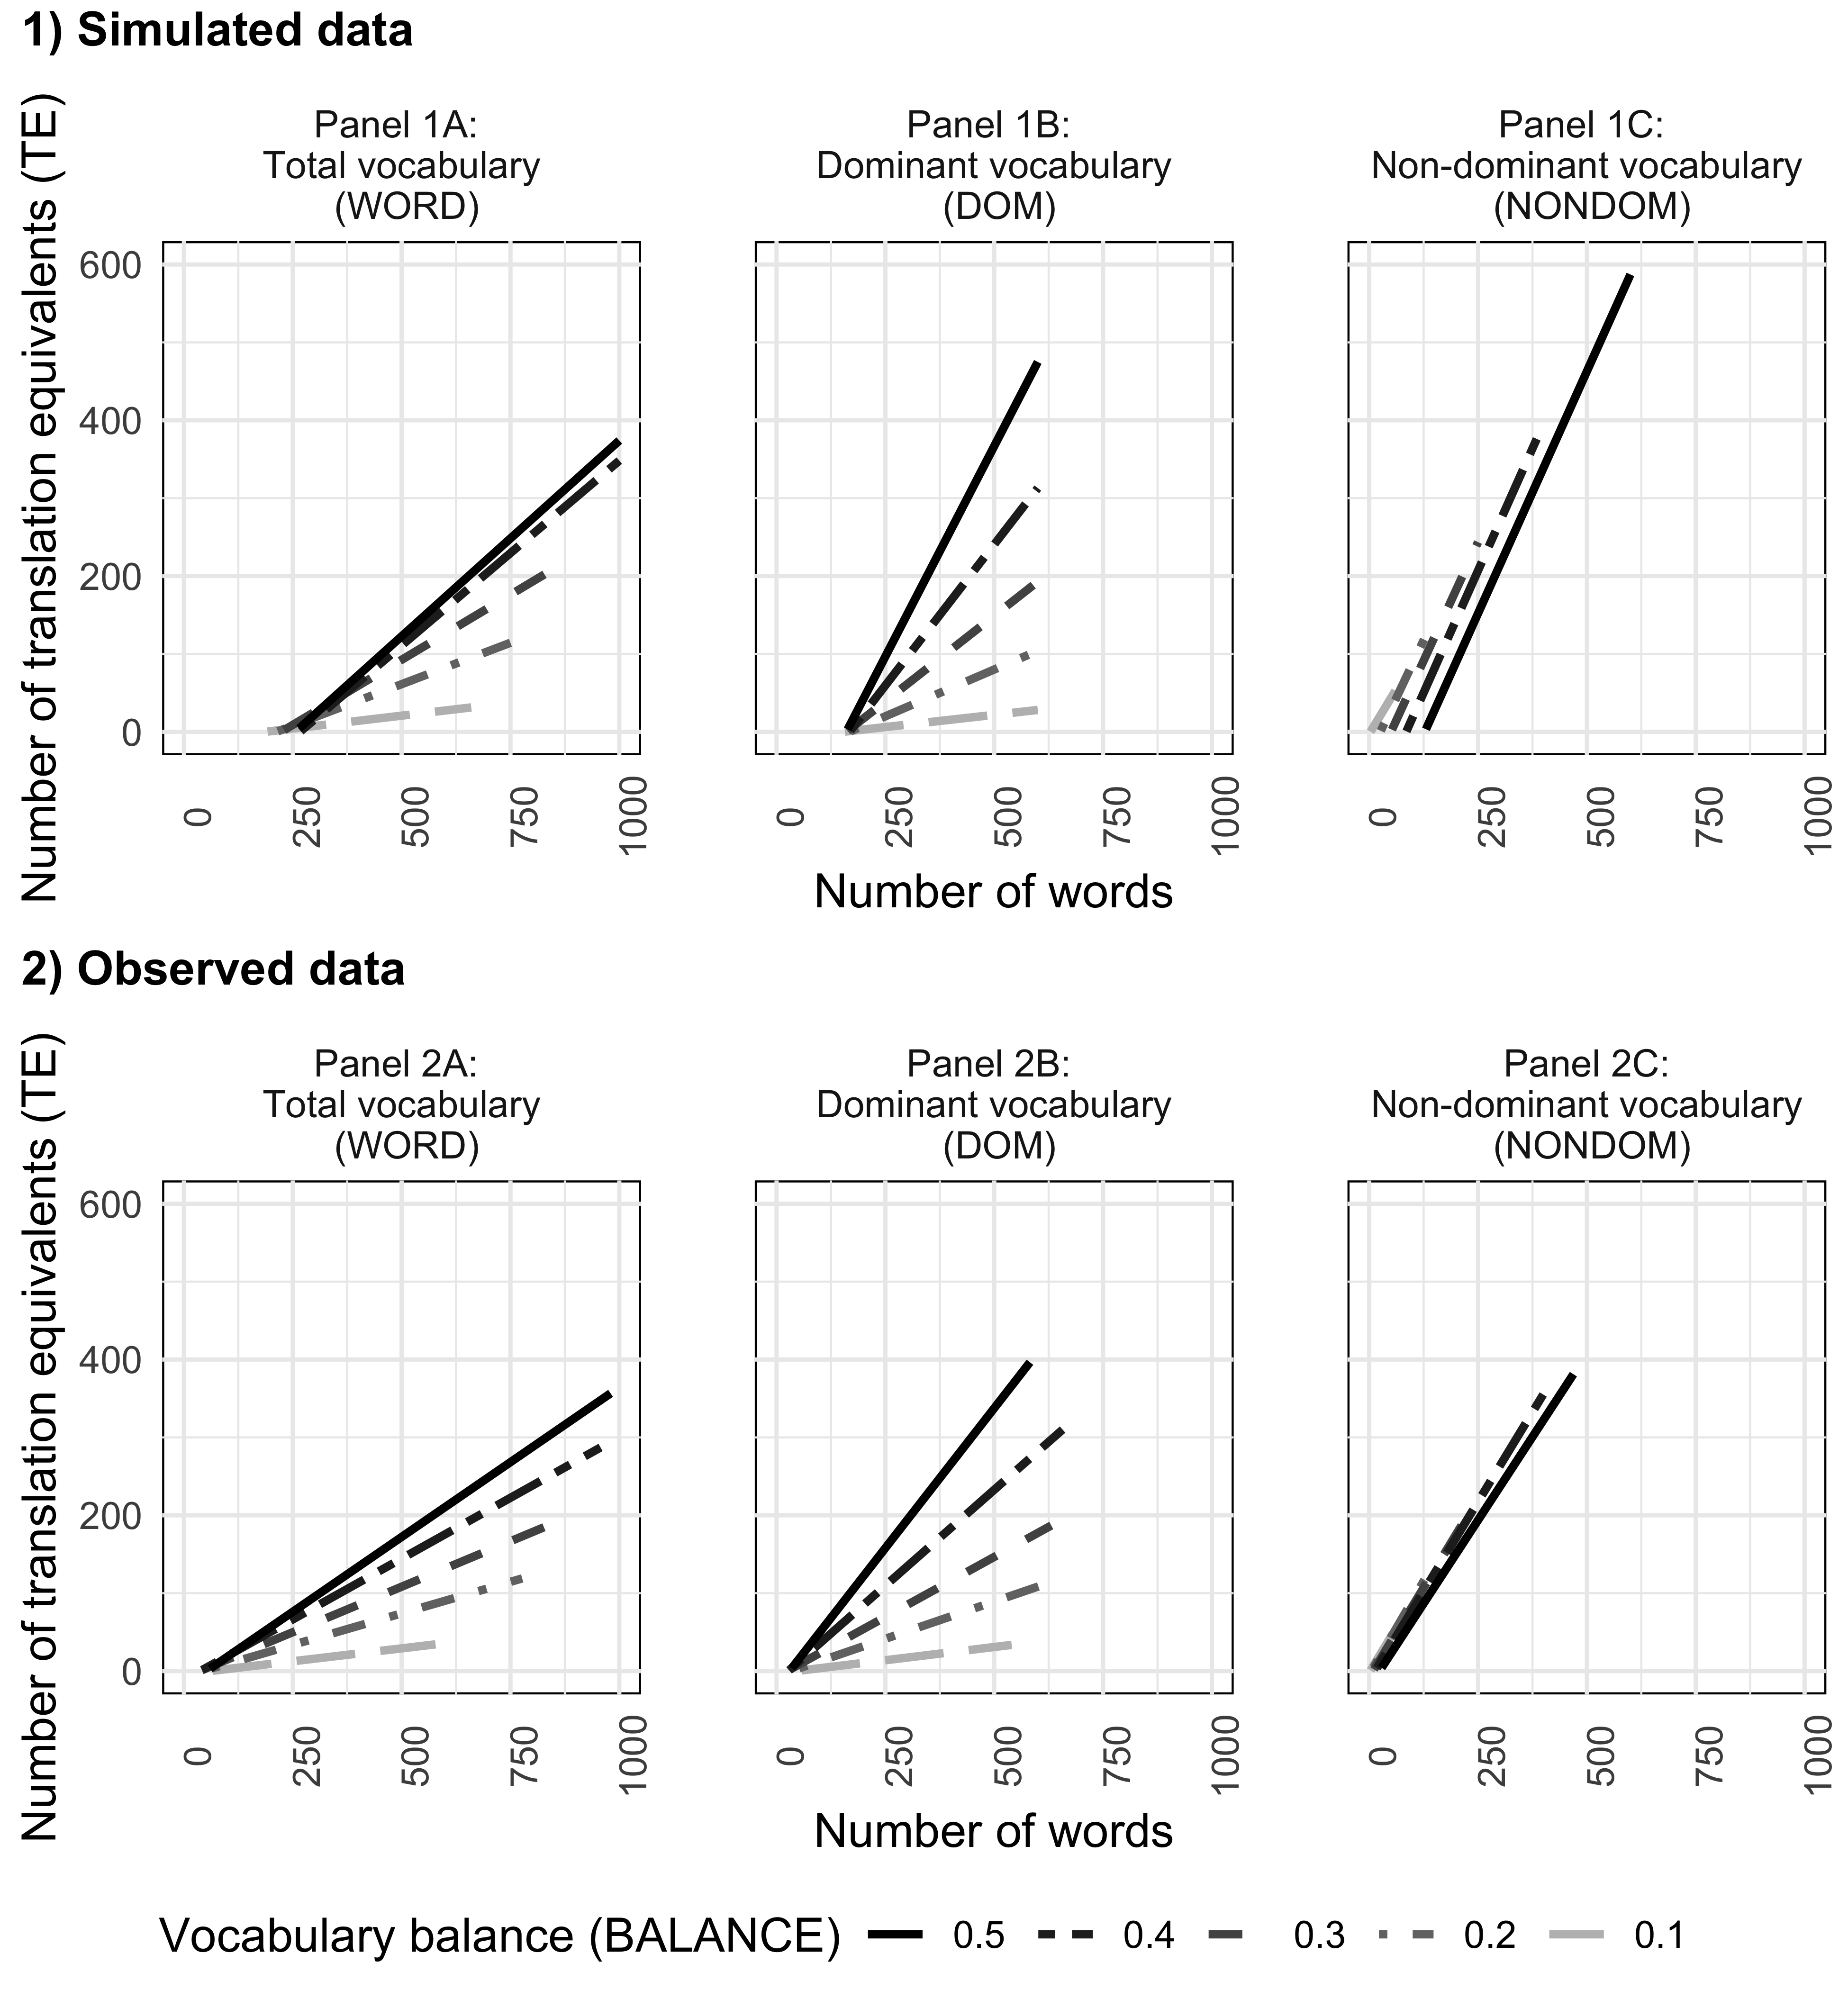 1) Simulated data
Number of translation equivalents (TE)
Panel 1A:
Total vocabulary
(WORD)
Panel 1B:
Dominant vocabulary
(DOM)
Panel 1C:
Non-dominant vocabulary
(NONDOM)
600
400
200
0
0 250 500 750 1000
0 250 500 750 1000
0 250 500 750 1000
Number of words
2) Observed data
Number of translation equivalents (TE)
Panel 2A:
Total vocabulary
(WORD)
Panel 2B:
Dominant vocabulary
(DOM)
Panel 2C:
Non-dominant vocabulary
(NONDOM)
600
400
200
0
0 250 500 750 1000
0 250 500 750 1000
0 250 500 750 1000
Number of words
Vocabulary balance (BALANCE) 0.5 0.4 0.3 0.2 0.1